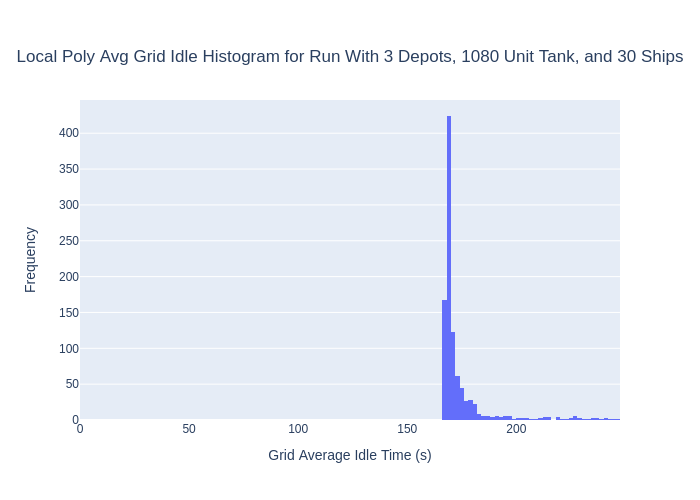 Local Poly Avg Grid Idle Histogram for Run With 3 Depots, 1080 Unit Tank, and 30 Ships
400
350
300
250
200
150
100
50
0
Frequency
0 50 100 150 200
Grid Average Idle Time (s)